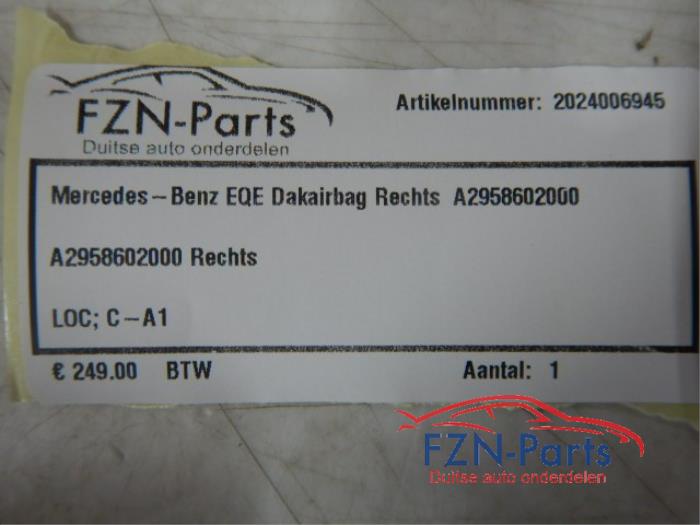 FZN-Parts
Duitse auto onderdelen
Artikelnummer: 2024006945
Mercedes-Benz EQE Dakairbag Rechts A2958602000
A2958602000 Rechts
LOC; C-A1
€ 249.00 BTW Aantal: 1
FZN-Parts
Duitse auto onderdelen